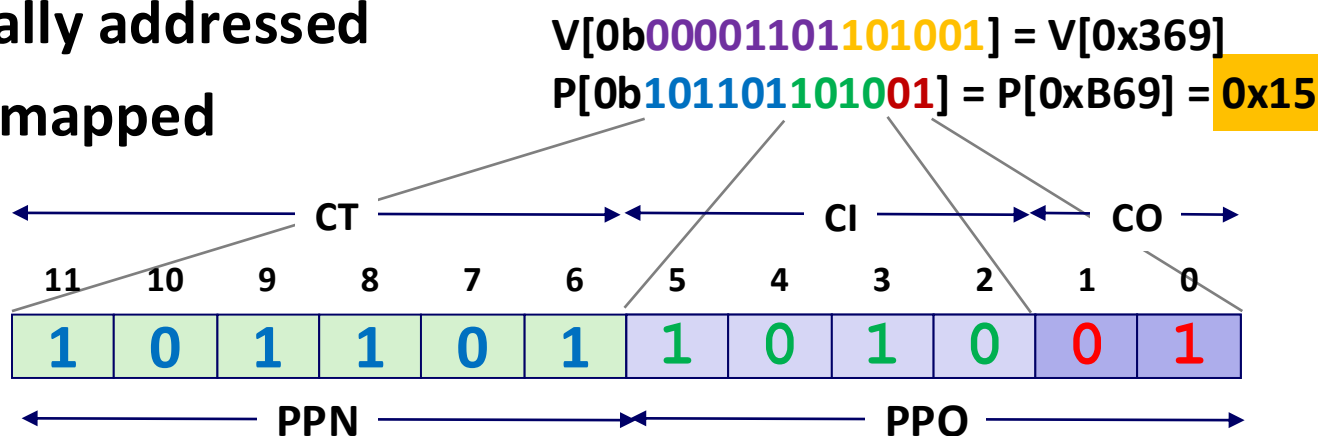 ally addressed
mapped
V[0b00001101101001] = V[0x369]
P[0b101101101001] = P[0xB69] = 0x15
CT CI CO
11 10 9 8 7 6 5 4 3 2 1 0
1 0 1 1 0 1 1 0 1 0 0 1
PPN PPO